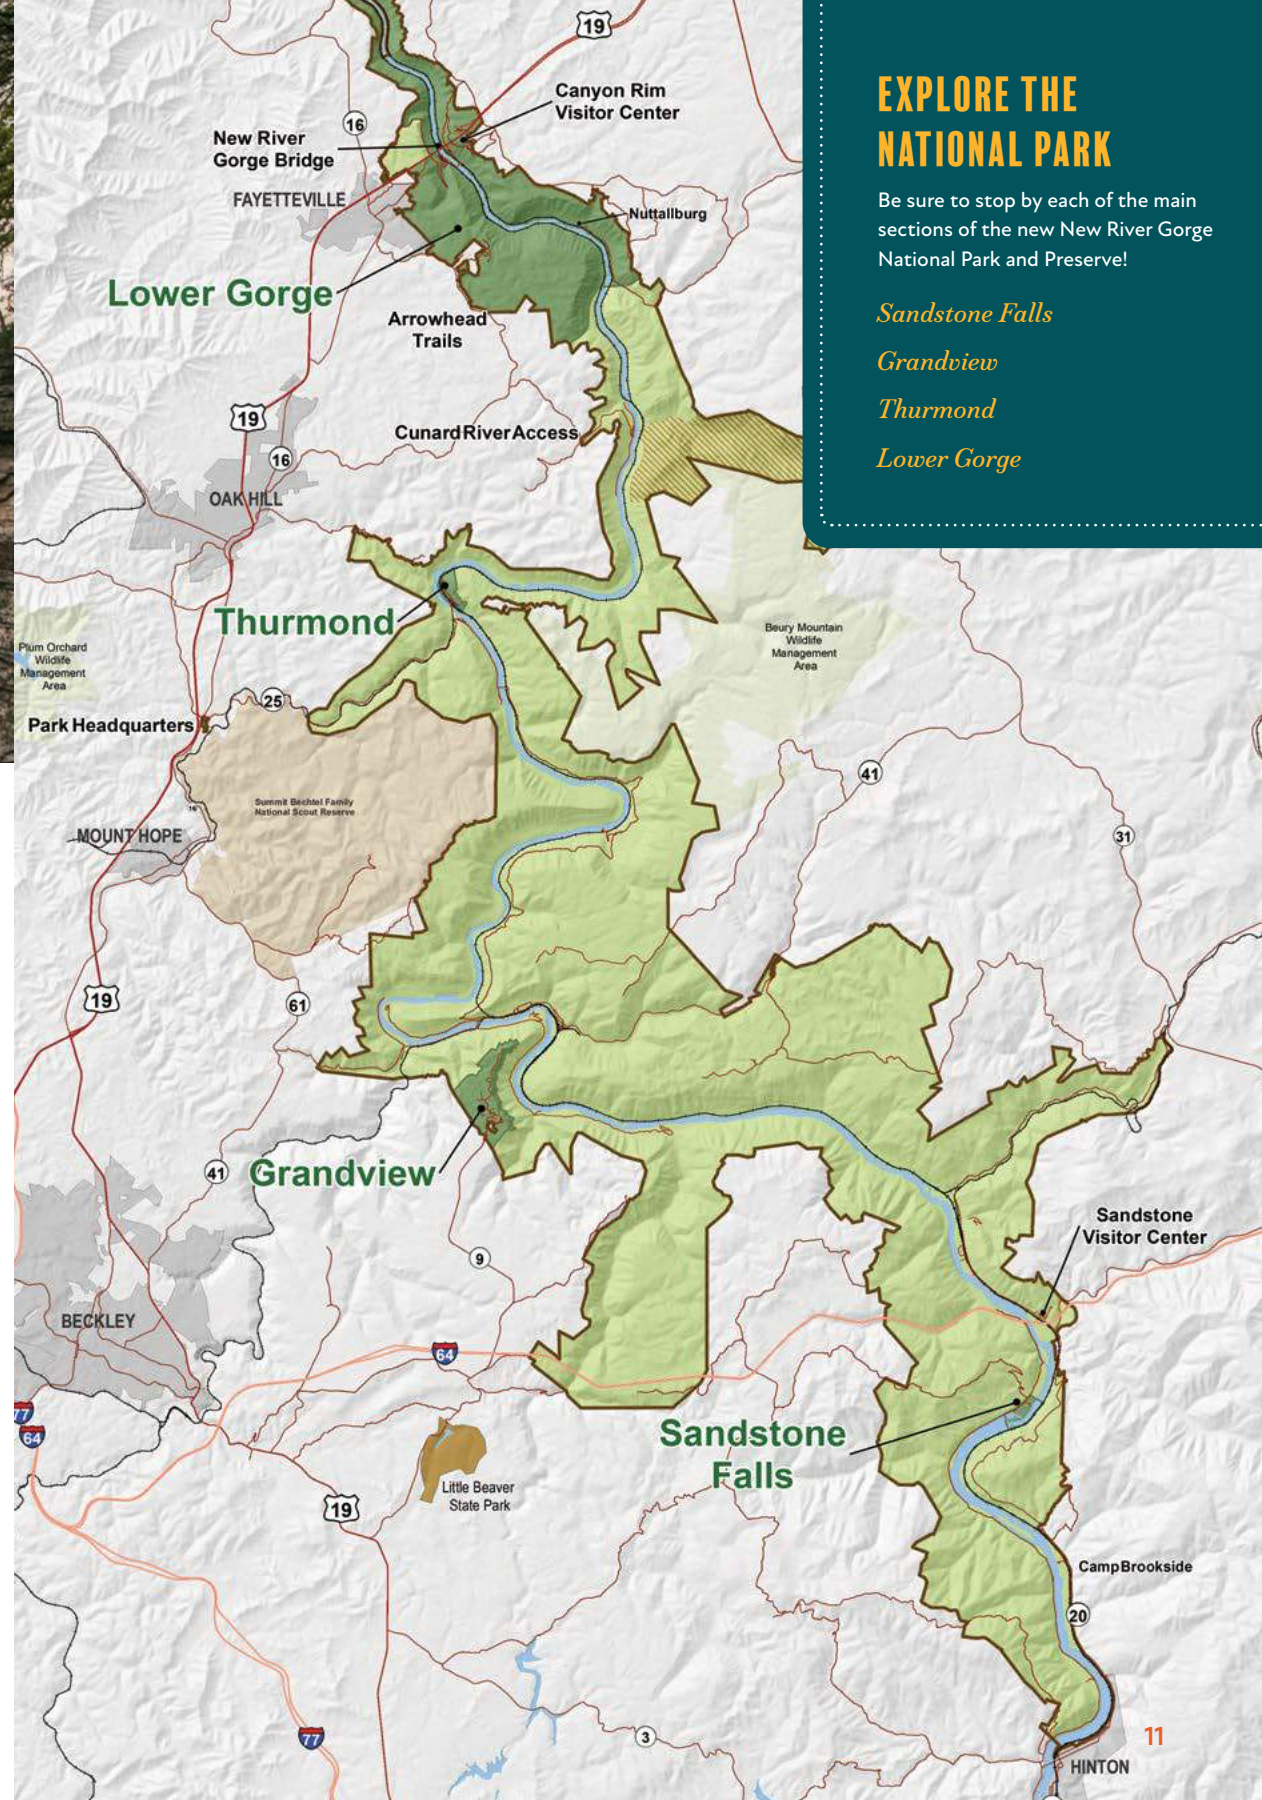 19
Canyon Rim
Visitor Center
16
New River
Gorge Bridge
FAYETTEVILLE
Nuttallburg
Lower Gorge
Arrowhead
Trails
19
Cunard River Access
16
OAK HILL
EXPLORE THE
NATIONAL PARK
Be sure to stop by each of the main
sections of the new New River Gorge
National Park and Preserve!
Sandstone Falls
Grandview
Thurmond
Lower Gorge
Thurmond
Beury Mountain
Wildlife
Management
Area
Plum Orchard
Wildlife
Management
Area
25
Park Headquarters
41
Summit Bechtel Family
National Scout Reserve
16
MOUNT HOPE
31
19
61
41
Grandview
Sandstone
Visitor Center
9
BECKLEY
64
77
64
Sandstone
Falls
Little Beaver
State Park
19
Camp Brookside
20
77
3
11
HINTON